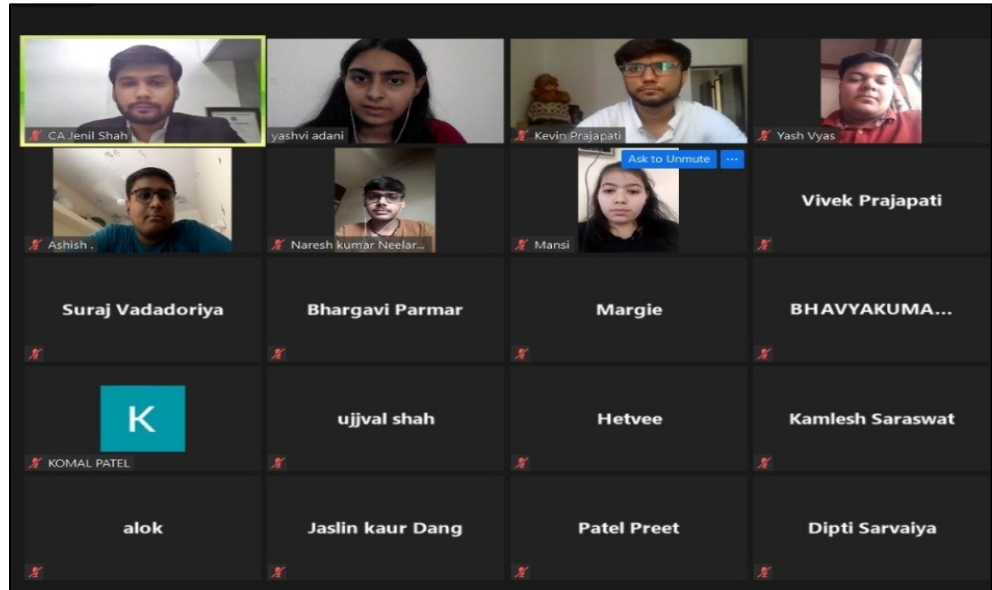 CA Jenil Shah
yashvi adani
Kevin Prajapati
Yash Vyas
Ashish .
Naresh kumar Neelar...
Ask to Unmute ...
Mansi
Vivek Prajapati
Suraj Vadadoriya
Bhargavi Parmar
Margie
BHAVYAKUMA...
K
KOMAL PATEL
ujjval shah
Hetvee
Kamlesh Saraswat
alok
Jaslin kaur Dang
Patel Preet
Dipti Sarvaiya